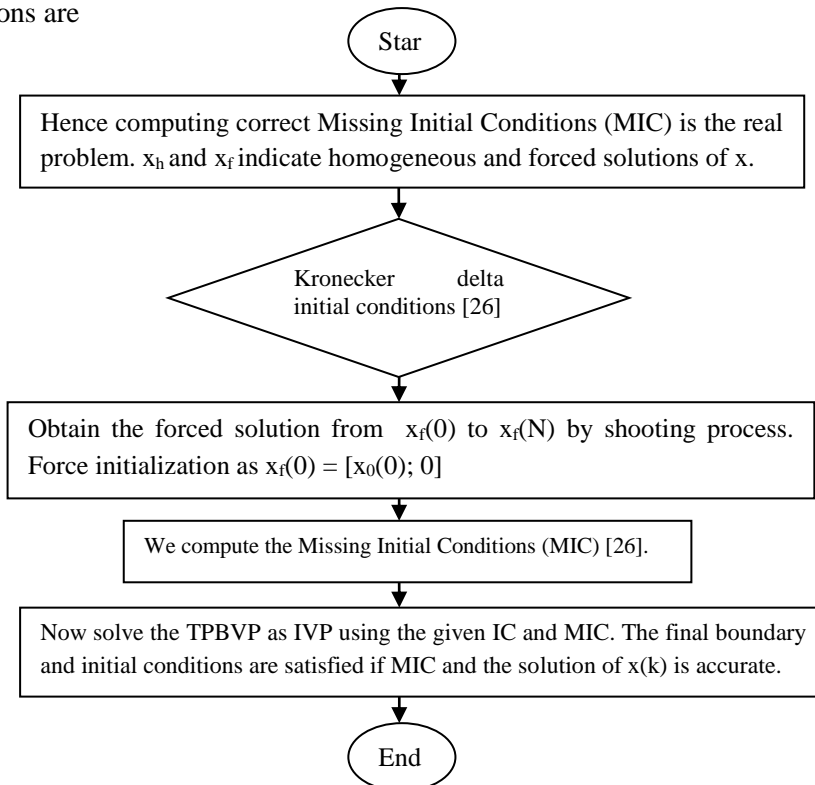 ons are
Star
Hence computing correct Missing Initial Conditions (MIC) is the real
problem. xₕ and x_f indicate homogeneous and forced solutions of x.
Kronecker delta
initial conditions [26]
Obtain the forced solution from x_f(0) to x_f(N) by shooting process.
Force initialization as x_f(0) = [x₀(0); 0]
We compute the Missing Initial Conditions (MIC) [26].
Now solve the TPBVP as IVP using the given IC and MIC. The final boundary
and initial conditions are satisfied if MIC and the solution of x(k) is accurate.
End